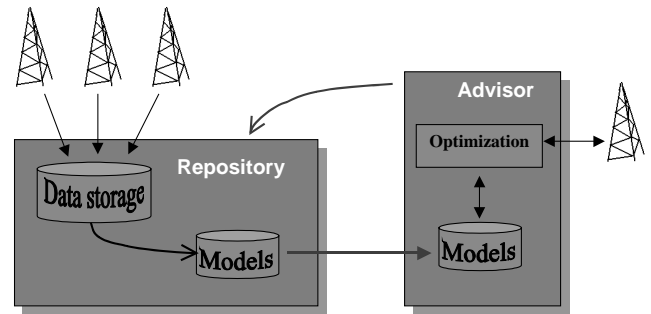 Advisor
Optimization
Repository
Data storage
Models
Models